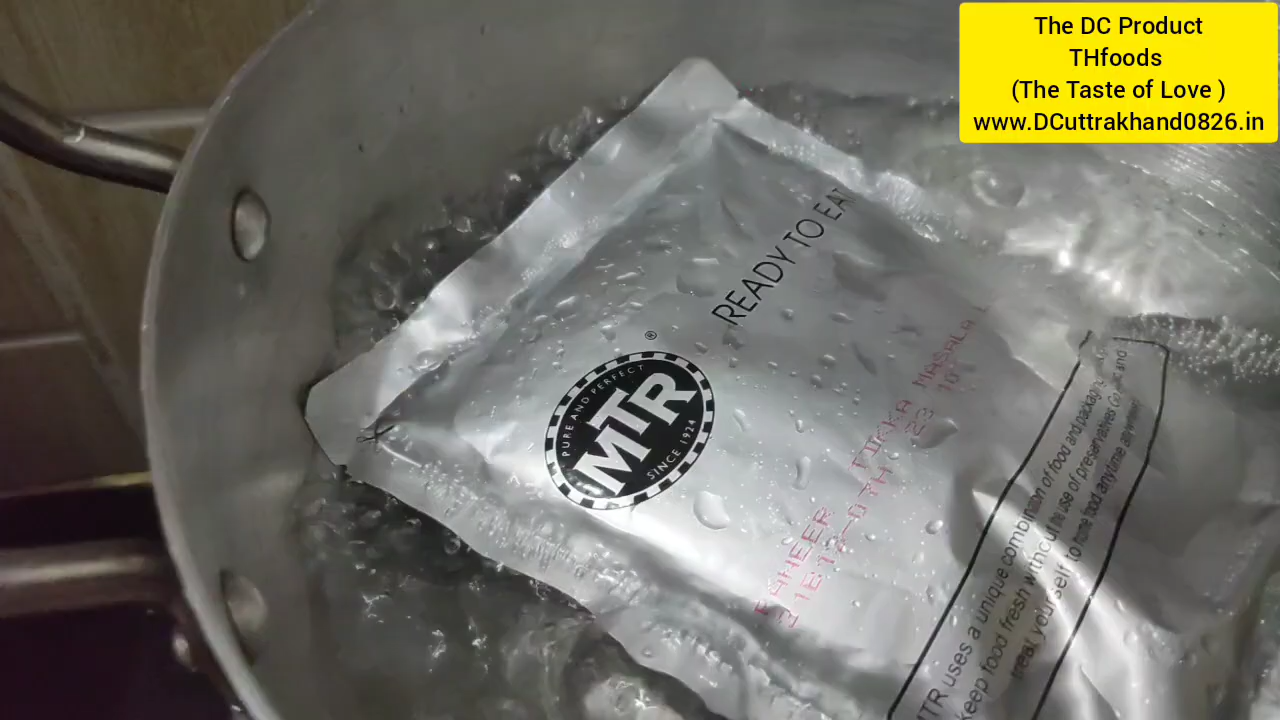 The DC Product
THfoods
(The Taste of Love )
www.DCuttrakhand0826.in
READY TO EAT
®
PURE AND PERFECT
MTR
SINCE 1924
PANEER TIKKA MASALA
MTR uses a unique combination of food and packaging
keep food fresh without the use of preservatives Go and
treat yourself to home food anytime